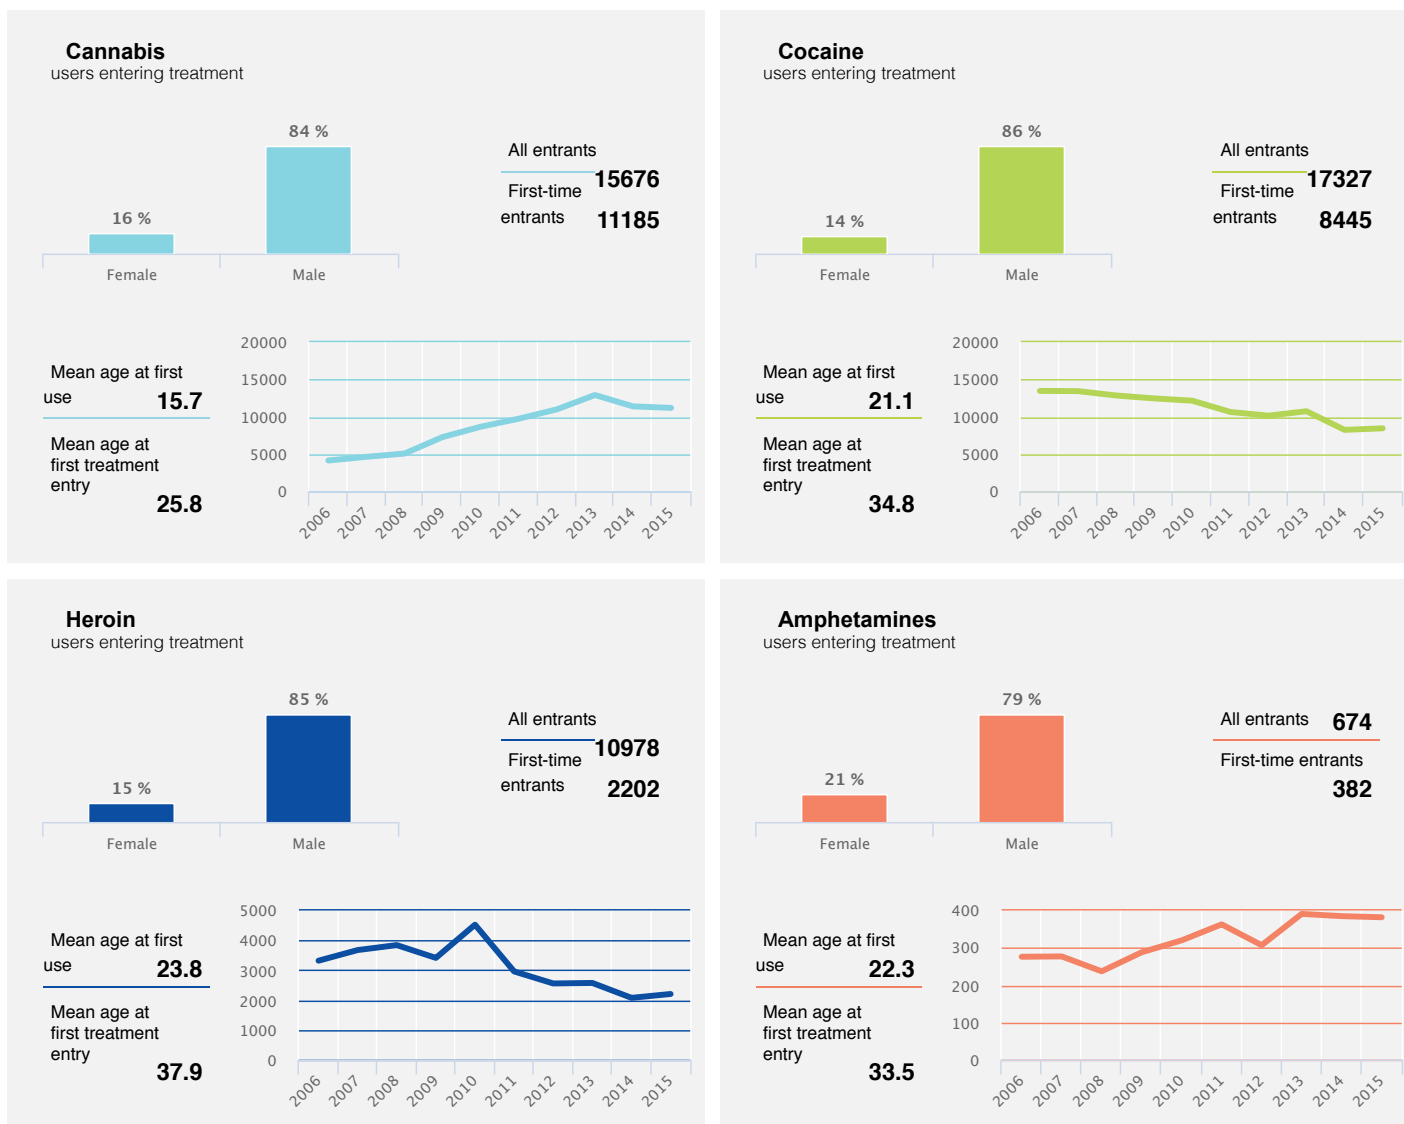 Cannabis
users entering treatment
84 %
16 %
Female
Male
All entrants
15676
First-time
entrants
11185
Mean age at first
use
15.7
Mean age at
first treatment
entry
25.8
20000
15000
10000
5000
0
2006
2007
2008
2009
2010
2011
2012
2013
2014
2015
Cocaine
users entering treatment
86 %
14 %
Female
Male
All entrants
17327
First-time
entrants
8445
Mean age at first
use
21.1
Mean age at
first treatment
entry
34.8
20000
15000
10000
5000
0
2006
2007
2008
2009
2010
2011
2012
2013
2014
2015
Heroin
users entering treatment
85 %
15 %
Female
Male
All entrants
10978
First-time
entrants
2202
Mean age at first
use
23.8
Mean age at
first treatment
entry
37.9
5000
4000
3000
2000
1000
0
2006
2007
2008
2009
2010
2011
2012
2013
2014
2015
Amphetamines
users entering treatment
79 %
21 %
Female
Male
All entrants
674
First-time entrants
382
Mean age at first
use
22.3
Mean age at
first treatment
entry
33.5
400
300
200
100
0
2006
2007
2008
2009
2010
2011
2012
2013
2014
2015